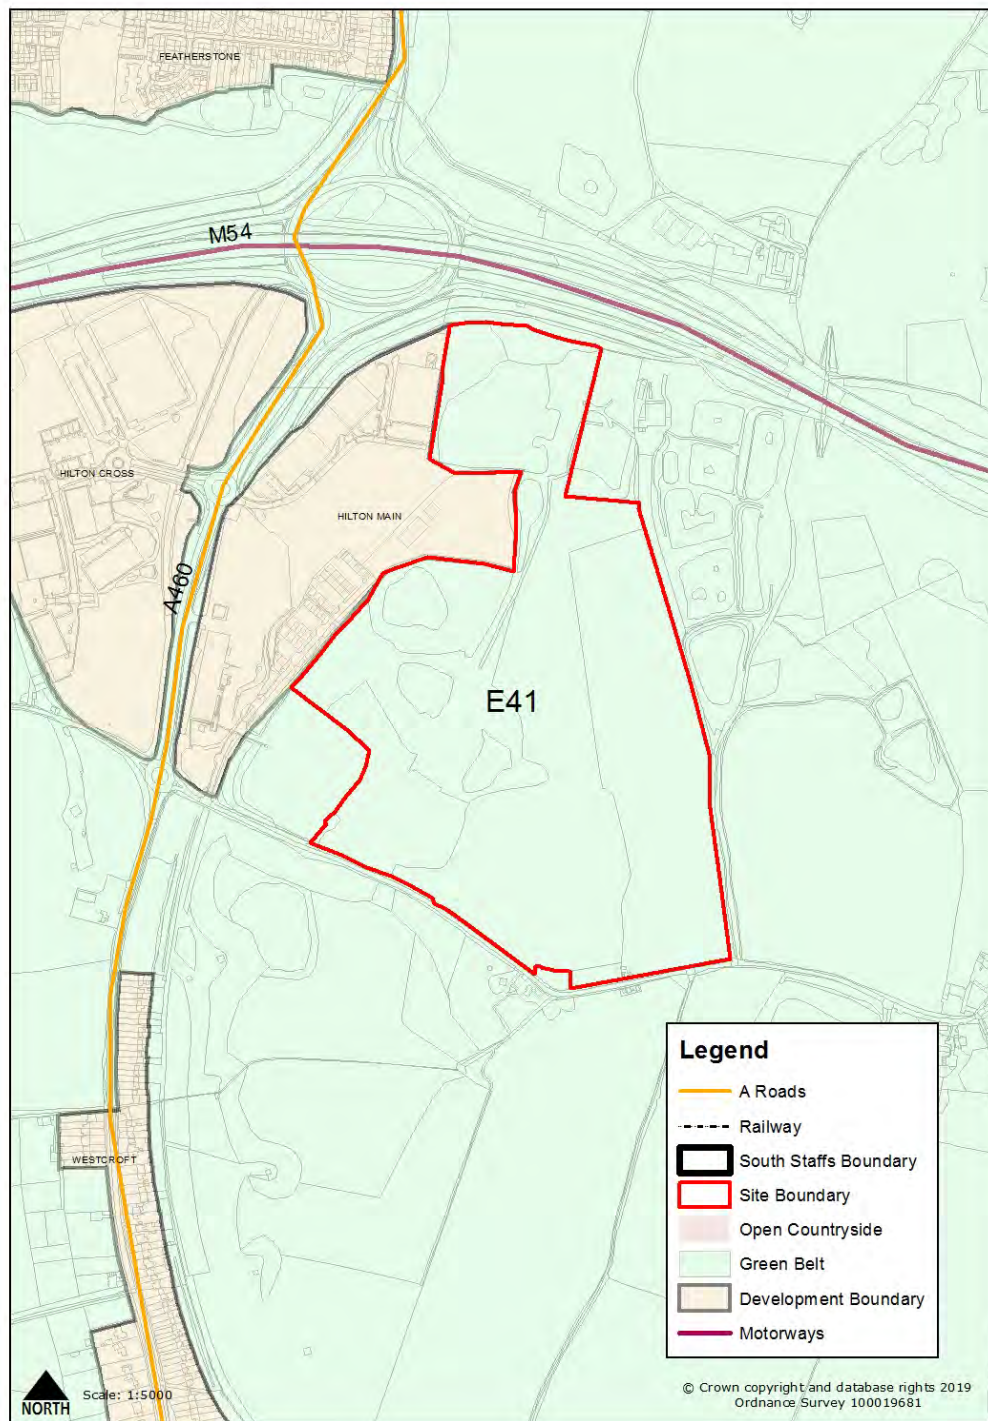 FEATHERSTONE
M54
HILTON CROSS
HILTON MAIN
A460
E41
WESTCROFT
Legend
A Roads
Railway
South Staffs Boundary
Site Boundary
Open Countryside
Green Belt
Development Boundary
Motorways
NORTH
Scale: 1:5000
© Crown copyright and database rights 2019
Ordnance Survey 100019681